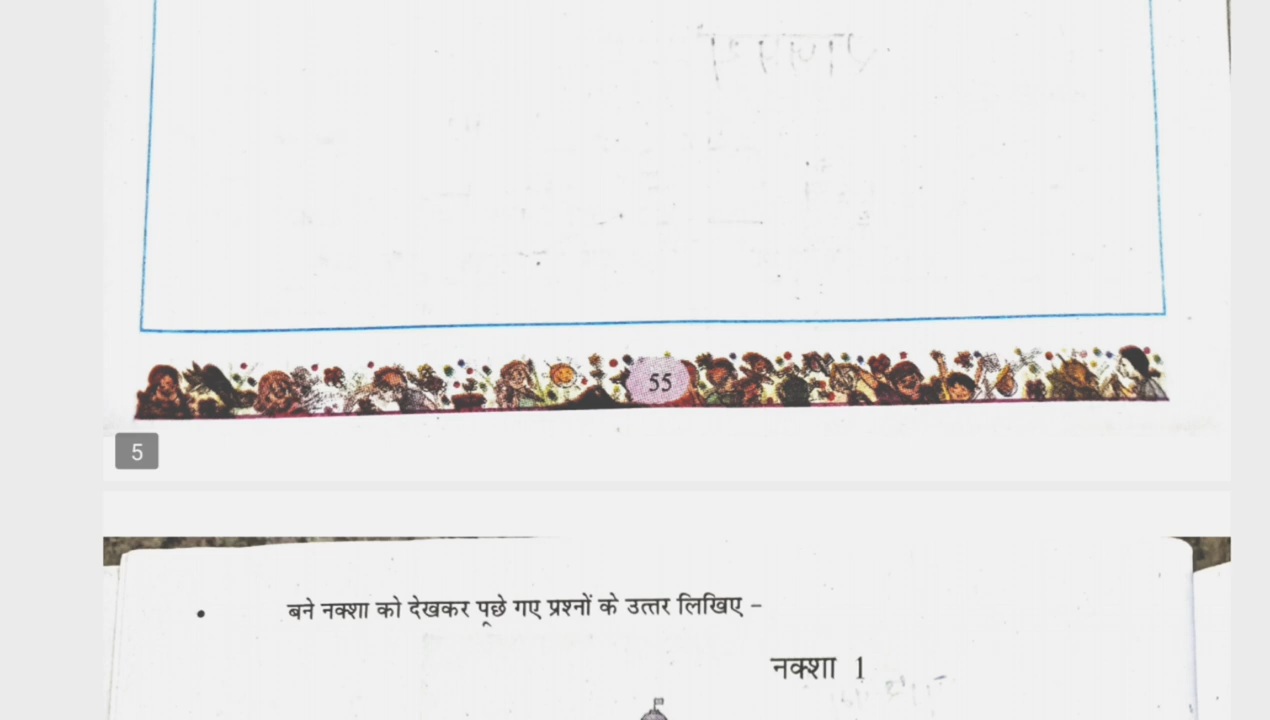 55
5
बने नक्शा को देखकर पूछे गए प्रश्नों के उत्तर लिखिए –
नक्शा 1